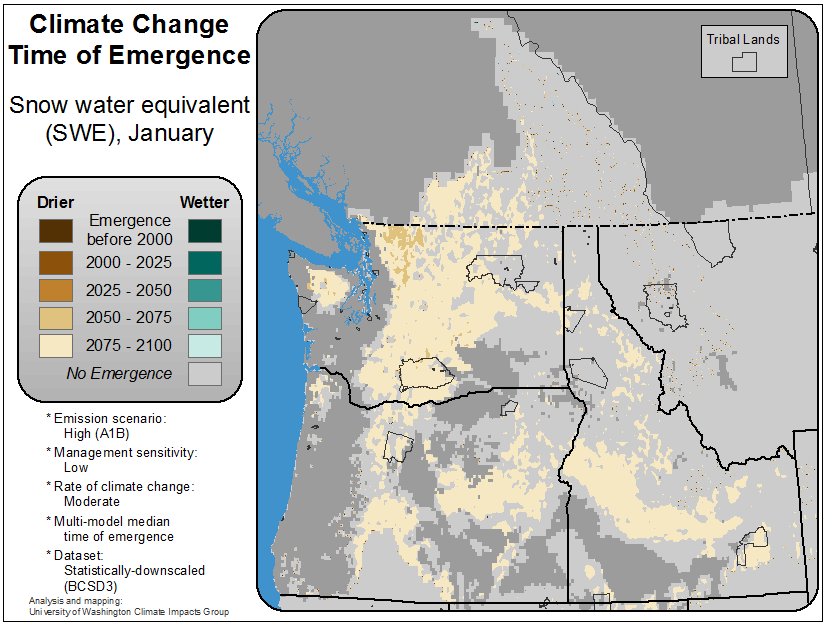 Climate Change
Time of Emergence
Snow water equivalent
(SWE), January
Drier Wetter
Emergence
before 2000
2000 - 2025
2025 - 2050
2050 - 2075
2075 - 2100
No Emergence
* Emission scenario:
High (A1B)
* Management sensitivity:
Low
* Rate of climate change:
Moderate
* Multi-model median
time of emergence
* Dataset:
Statistically-downscaled
(BCSD3)
Analysis and mapping:
University of Washington Climate Impacts Group
Tribal Lands